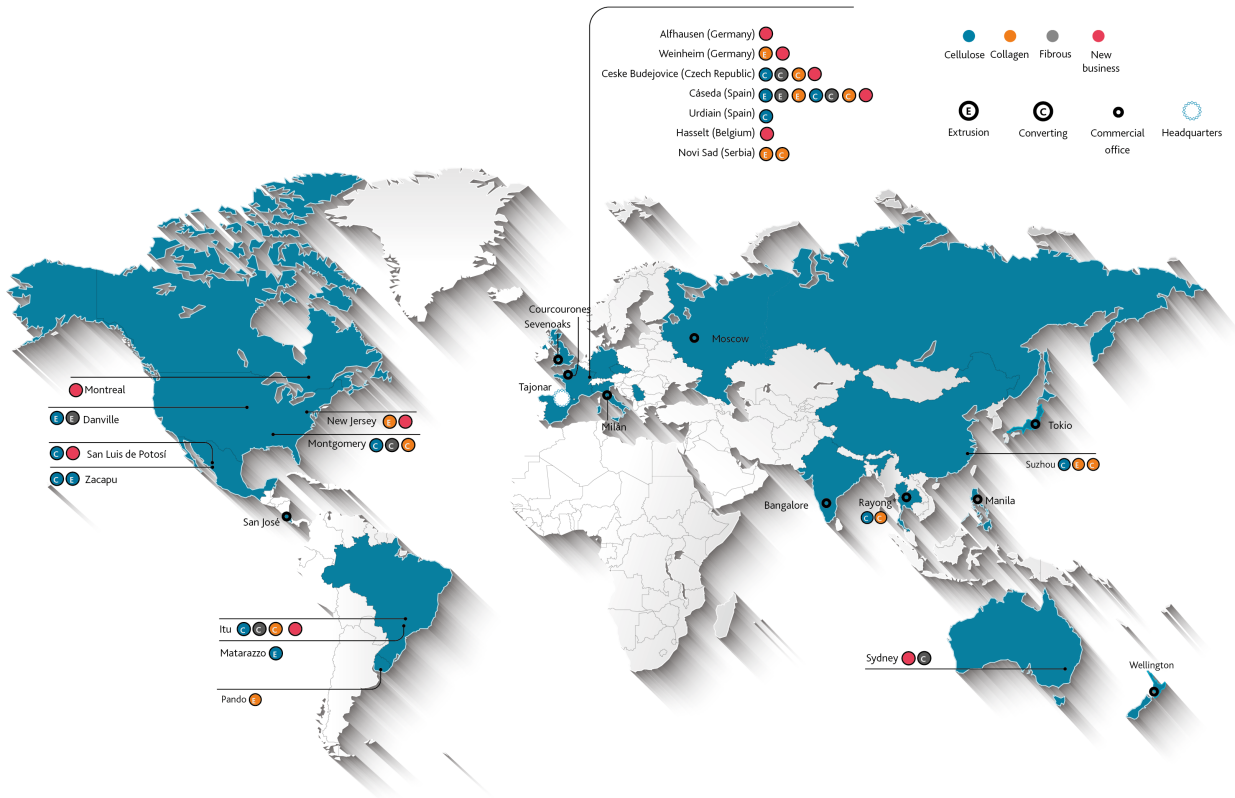 Alfhausen (Germany)
Weinheim (Germany) E
Ceske Budejovice (Czech Republic) C C C
Cáseda (Spain) E E E C C C
Urdiain (Spain) C
Hasselt (Belgium)
Novi Sad (Serbia) E C
Cellulose Collagen Fibrous New
business
E C
Extrusion Converting Commercial
office
Headquarters
Courcourones
Sevenoaks
Moscow
Tajonar
Milán
Montreal
E E Danville
New Jersey E
Montgomery C C C
C San Luis de Potosí
C E Zacapu
San José
Tokio
Suzhou C E C
Bangalore
Rayong
C C
Manila
Itu C C C
Matarazzo E
Pando E
Sydney C
Wellington